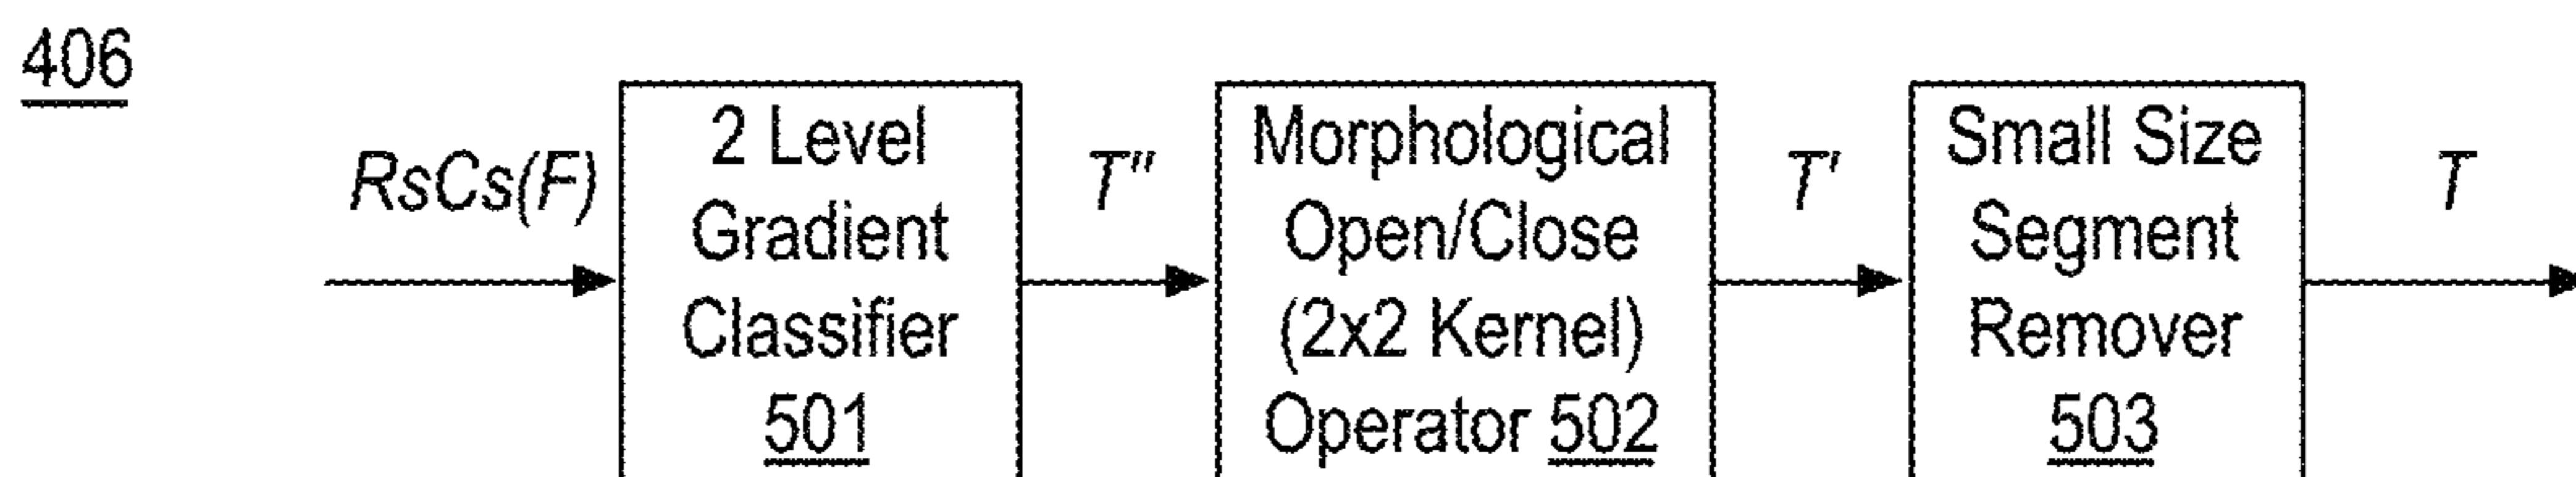 406
RsCs(F)
2 Level
Gradient
Classifier
501
T"
Morphological
Open/Close
(2x2 Kernel)
Operator 502
T'
Small Size
Segment
Remover
503
T